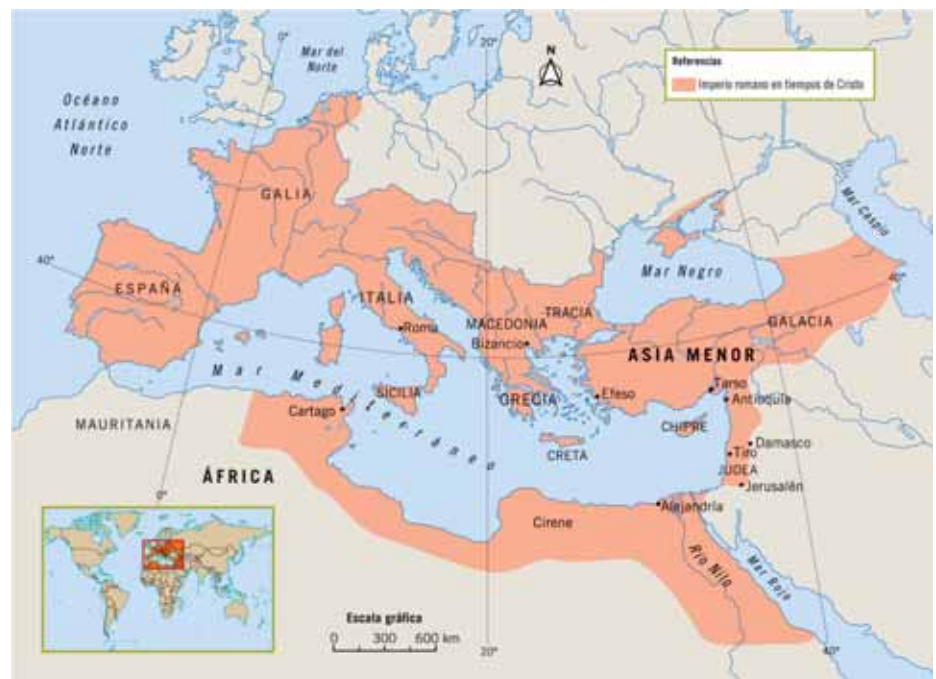 Mar del
Norte
Océano
Atlántico
Norte
0°
20°
N
Referencias
Imperio romano en tiempos de Cristo
GALIA
Mar Caspio
40°
ESPAÑA
ITALIA
Roma
Mar Negro
40°
TRACIA
MACEDONIA
Bizancio
GALACIA
ASIA MENOR
Mar Mediterráneo
SICILIA
GRECIA
Efeso
Tarso
Antioquía
Cartago
MAURITANIA
CHIPRE
CRETA
Damasco
Tiro
JUDEA
Jerusalén
ÁFRICA
0°
Alejandría
Cirene
Río Nilo
Mar Rojo
Escala gráfica
0 300 600 km
20°
40°